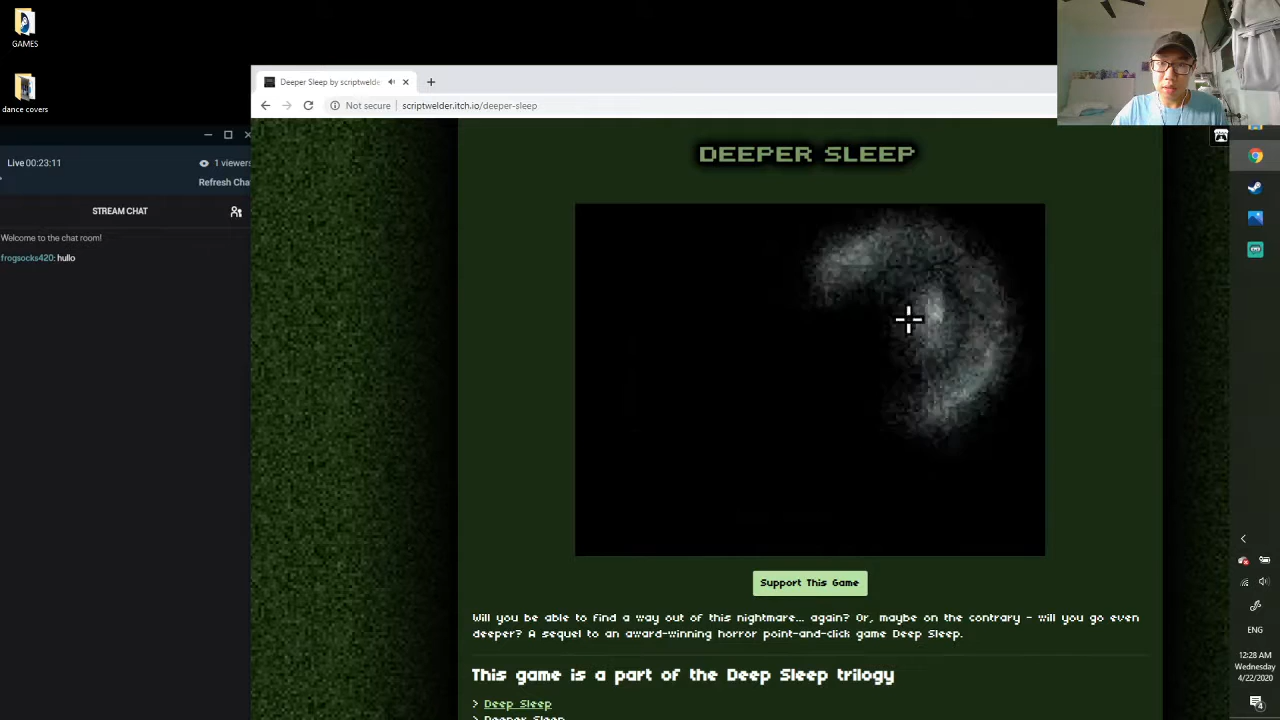 GAMES
dance covers
Deeper Sleep by scriptwelde
Not secure
scriptwelder.itch.io/deeper-sleep
Live 00:23:11
1 viewers
Refresh Cha
STREAM CHAT
Welcome to the chat room!
frogsocks420: hullo
DEEPER SLEEP
Support This Game
Will you be able to find a way out of this nightmare... again? Or, maybe on the contrary - will you go even
deeper? A sequel to an award-winning horror point-and-click game Deep Sleep.
This game is a part of the Deep Sleep trilogy
> Deep Sleep
> Deeper Sleep
ENG
12:28 AM
Wednesday
4/22/2020
4